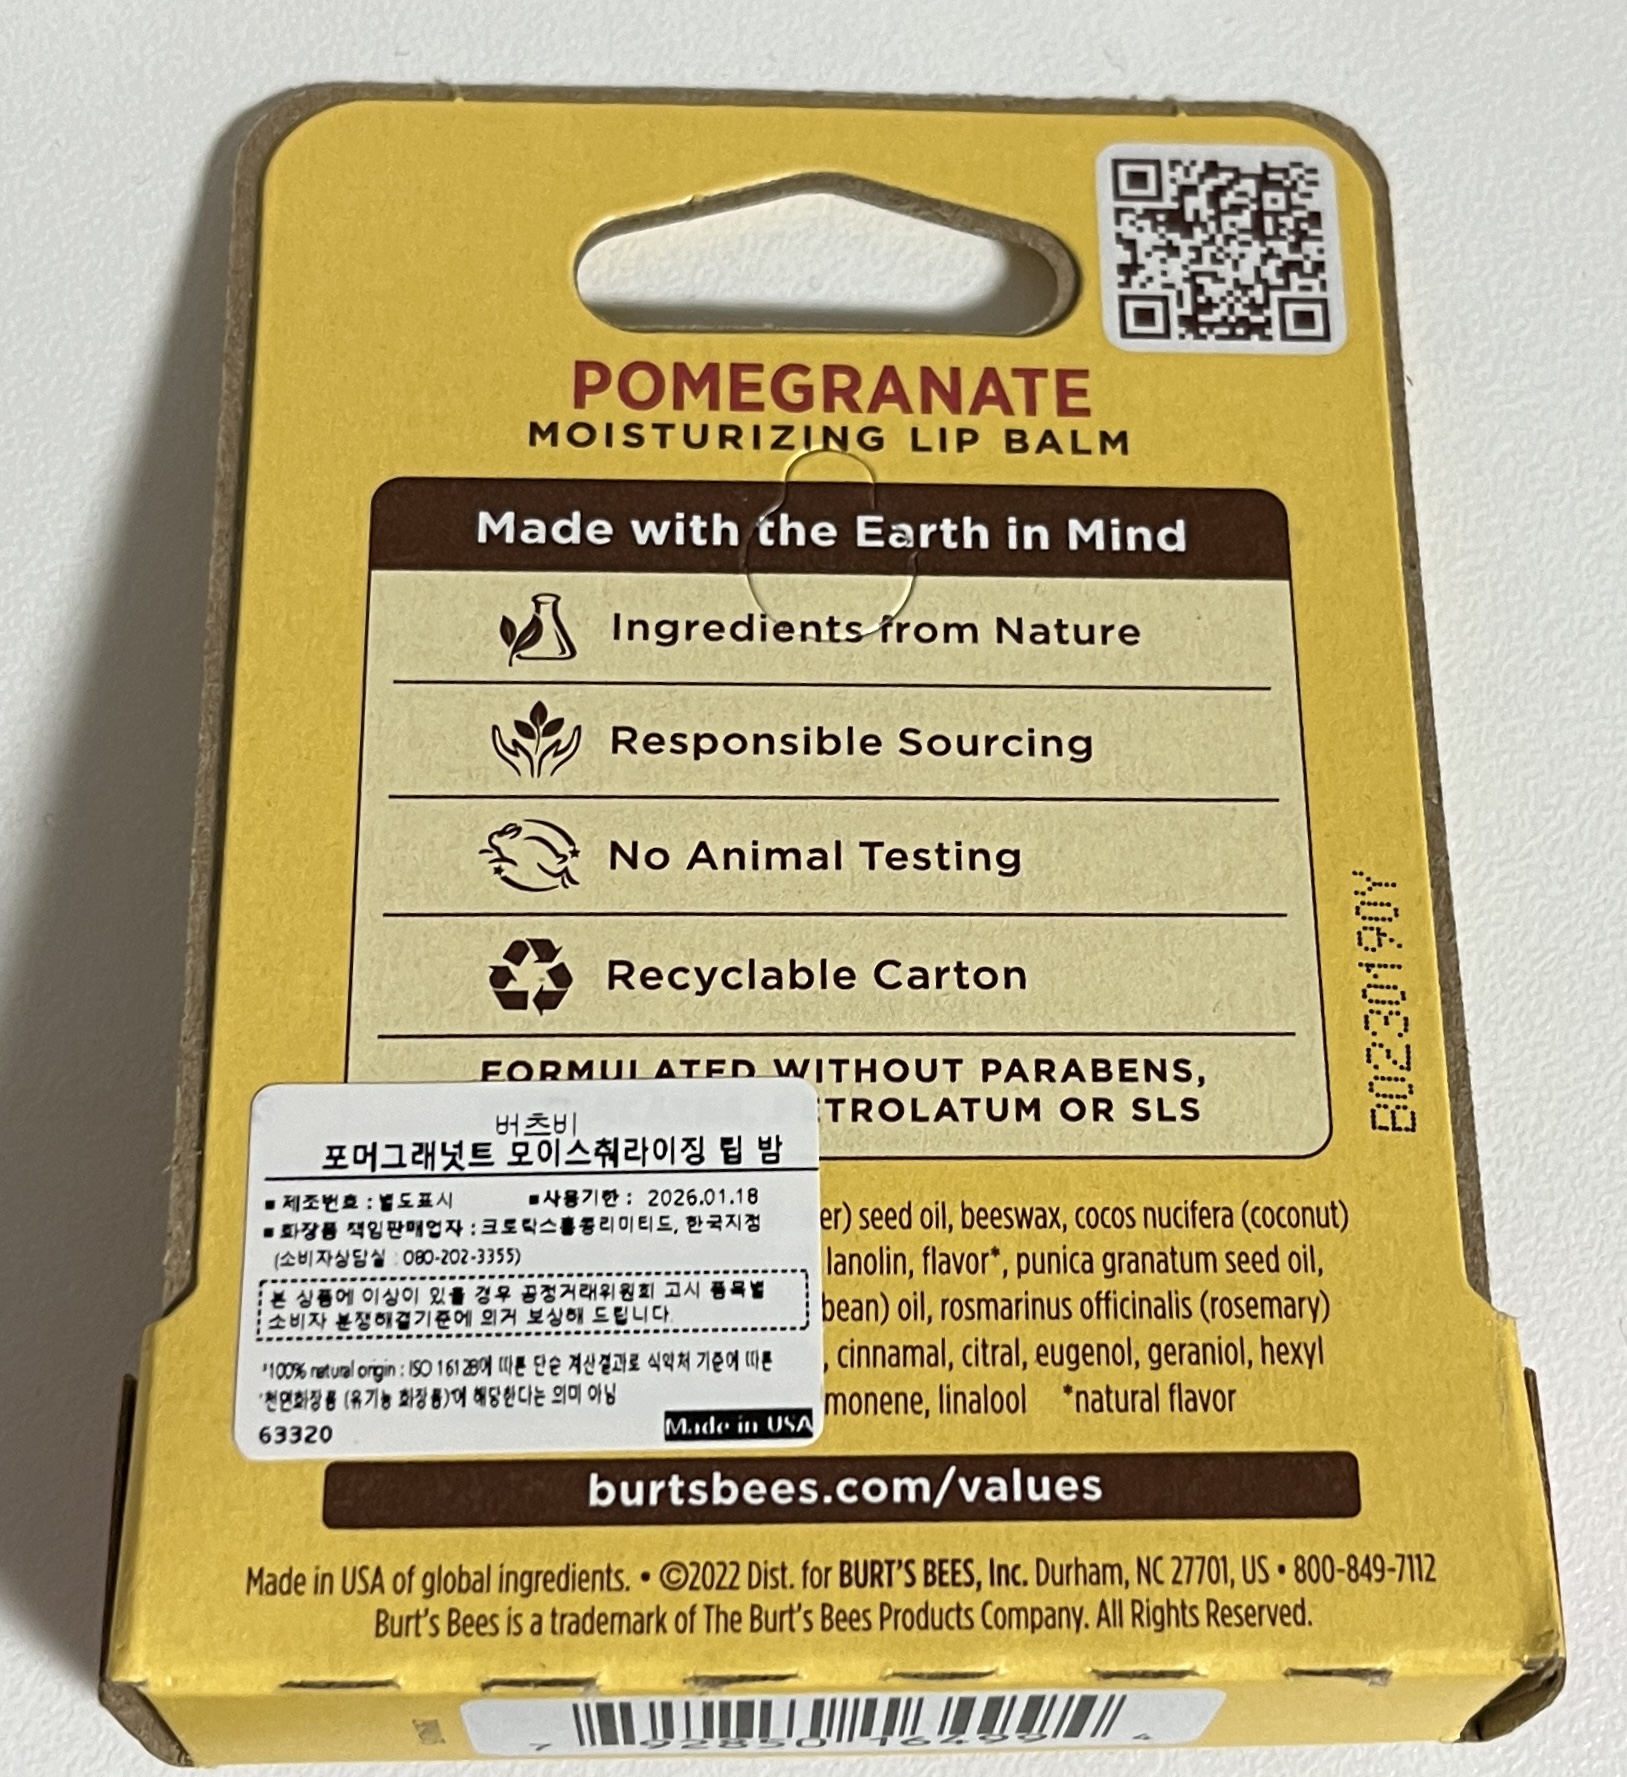 POMEGRANATE
MOISTURIZING LIP BALM
Made with the Earth in Mind
Ingredients from Nature
Responsible Sourcing
No Animal Testing
Recyclable Carton
FORMULATED WITHOUT PARABENS,
TROLATUM OR SLS
B0230190Y
버츠비
포머그래넛트 모이스춰라이징 립 밤
■ 제조번호 : 별도표시 ■사용기한 : 2026.01.18
■ 화장품 책임판매업자 : 크로락스홍콩리미티드, 한국지점
(소비자상담실 : 080-202-3355)
본 상품에 이상이 있을 경우 공정거래위원회 고시 품목별
소비자 분쟁해결기준에 의거 보상해 드립니다.
*100% natural origin : ISO 16128에 따른 단순 계산결과로 식약처 기준에 따른
'천연화장품 (유기농 화장품)'에 해당한다는 의미 아님
63320
Made in USA
er) seed oil, beeswax, cocos nucifera (coconut)
lanolin, flavor*, punica granatum seed oil,
bean) oil, rosmarinus officinalis (rosemary)
, cinnamal, citral, eugenol, geraniol, hexyl
monene, linalool *natural flavor
burtsbees.com/values
Made in USA of global ingredients. • ©2022 Dist. for BURT'S BEES, Inc. Durham, NC 27701, US • 800-849-7112
Burt's Bees is a trademark of The Burt's Bees Products Company. All Rights Reserved.
7 92850 16499 4